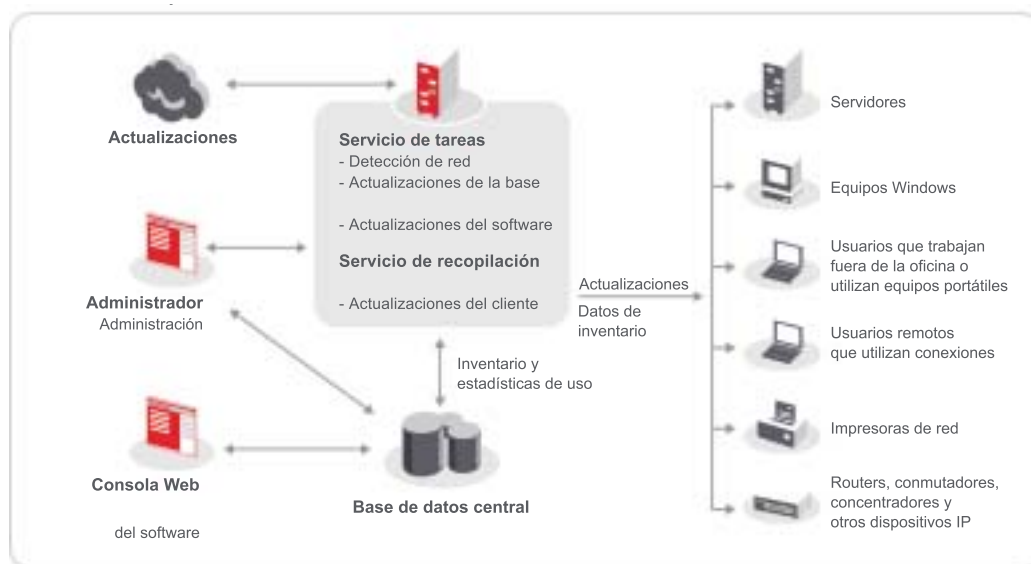 Actualizaciones
Servicio de tareas
- Detección de red
- Actualizaciones de la base
- Actualizaciones del software
Servicio de recopilación
- Actualizaciones del cliente
Administrador
Administración
Consola Web
del software
Inventario y
estadísticas de uso
Base de datos central
Actualizaciones
Datos de
inventario
Servidores
Equipos Windows
Usuarios que trabajan
fuera de la oficina o
utilizan equipos portátiles
Usuarios remotos
que utilizan conexiones
Impresoras de red
Routers, conmutadores,
concentradores y
otros dispositivos IP